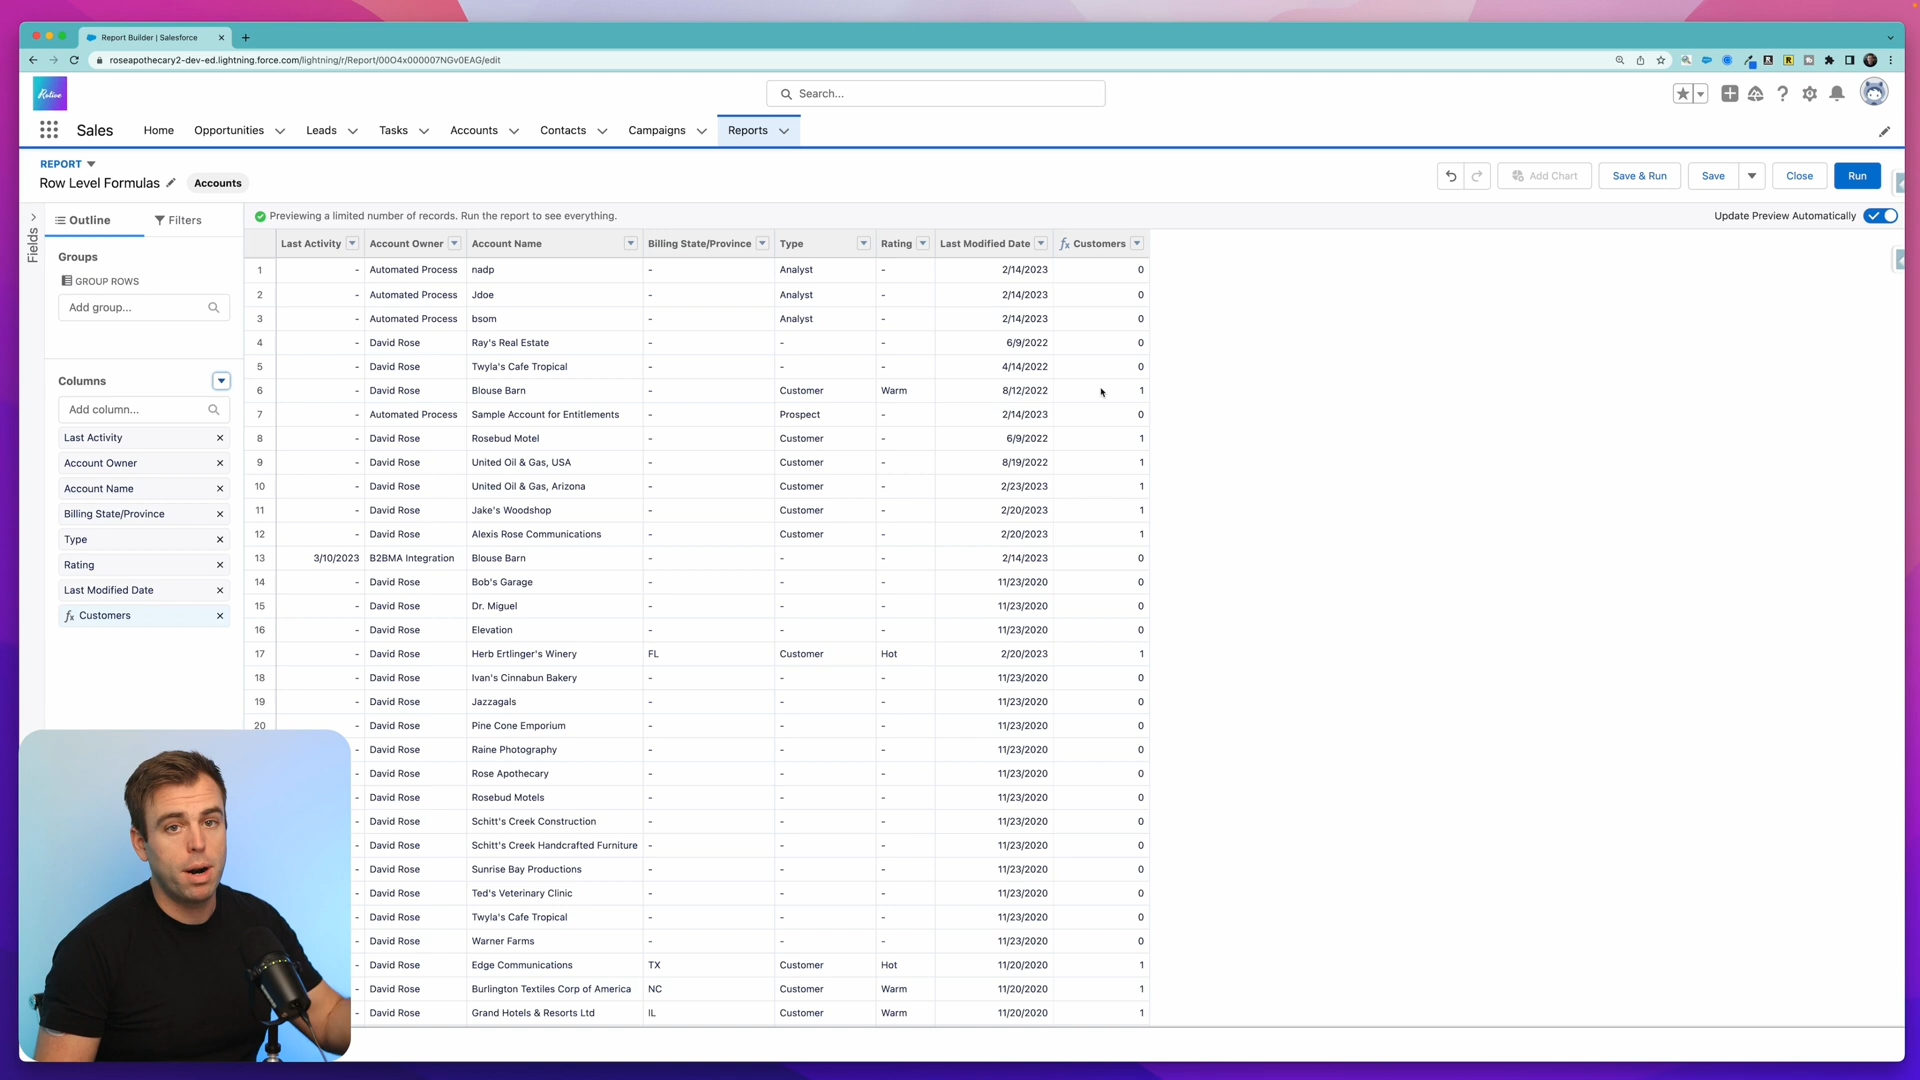 Report Builder | Salesforce
roseapothecary2-dev-ed.lightning.force.com/lightning/r/Report/00O4x000007NGv0EAG/edit
Search...
Sales Home Opportunities Leads Tasks Accounts Contacts Campaigns Reports
REPORT
Row Level Formulas Accounts
Add Chart Save & Run Save Close Run
Fields
Outline Filters
Previewing a limited number of records. Run the report to see everything. Update Preview Automatically
Groups
GROUP ROWS
Add group...
Columns
Add column...
Last Activity
Account Owner
Account Name
Billing State/Province
Type
Rating
Last Modified Date
fx Customers
Last Activity Account Owner Account Name Billing State/Province Type Rating Last Modified Date fx Customers
1 - Automated Process nadp - Analyst - 2/14/2023 0
2 - Automated Process Jdoe - Analyst - 2/14/2023 0
3 - Automated Process bsom - Analyst - 2/14/2023 0
4 - David Rose Ray's Real Estate - - - 6/9/2022 0
5 - David Rose Twyla's Cafe Tropical - - - 4/14/2022 0
6 - David Rose Blouse Barn - Customer Warm 8/12/2022 1
7 - Automated Process Sample Account for Entitlements - Prospect - 2/14/2023 0
8 - David Rose Rosebud Motel - Customer - 6/9/2022 1
9 - David Rose United Oil & Gas, USA - Customer - 8/19/2022 1
10 - David Rose United Oil & Gas, Arizona - Customer - 2/23/2023 1
11 - David Rose Jake's Woodshop - Customer - 2/20/2023 1
12 - David Rose Alexis Rose Communications - Customer - 2/20/2023 1
13 3/10/2023 B2BMA Integration Blouse Barn - - - 2/14/2023 0
14 - David Rose Bob's Garage - - - 11/23/2020 0
15 - David Rose Dr. Miguel - - - 11/23/2020 0
16 - David Rose Elevation - - - 11/23/2020 0
17 - David Rose Herb Ertlinger's Winery FL Customer Hot 2/20/2023 1
18 - David Rose Ivan's Cinnabun Bakery - - - 11/23/2020 0
19 - David Rose Jazzagals - - - 11/23/2020 0
20 - David Rose Pine Cone Emporium - - - 11/23/2020 0
- David Rose Raine Photography - - - 11/23/2020 0
- David Rose Rose Apothecary - - - 11/23/2020 0
- David Rose Rosebud Motels - - - 11/23/2020 0
- David Rose Schitt's Creek Construction - - - 11/23/2020 0
- David Rose Schitt's Creek Handcrafted Furniture - - - 11/23/2020 0
- David Rose Sunrise Bay Productions - - - 11/23/2020 0
- David Rose Ted's Veterinary Clinic - - - 11/23/2020 0
- David Rose Twyla's Cafe Tropical - - - 11/23/2020 0
- David Rose Warner Farms - - - 11/23/2020 0
- David Rose Edge Communications TX Customer Hot 11/20/2020 1
- David Rose Burlington Textiles Corp of America NC Customer Warm 11/20/2020 1
- David Rose Grand Hotels & Resorts Ltd IL Customer Warm 11/20/2020 1